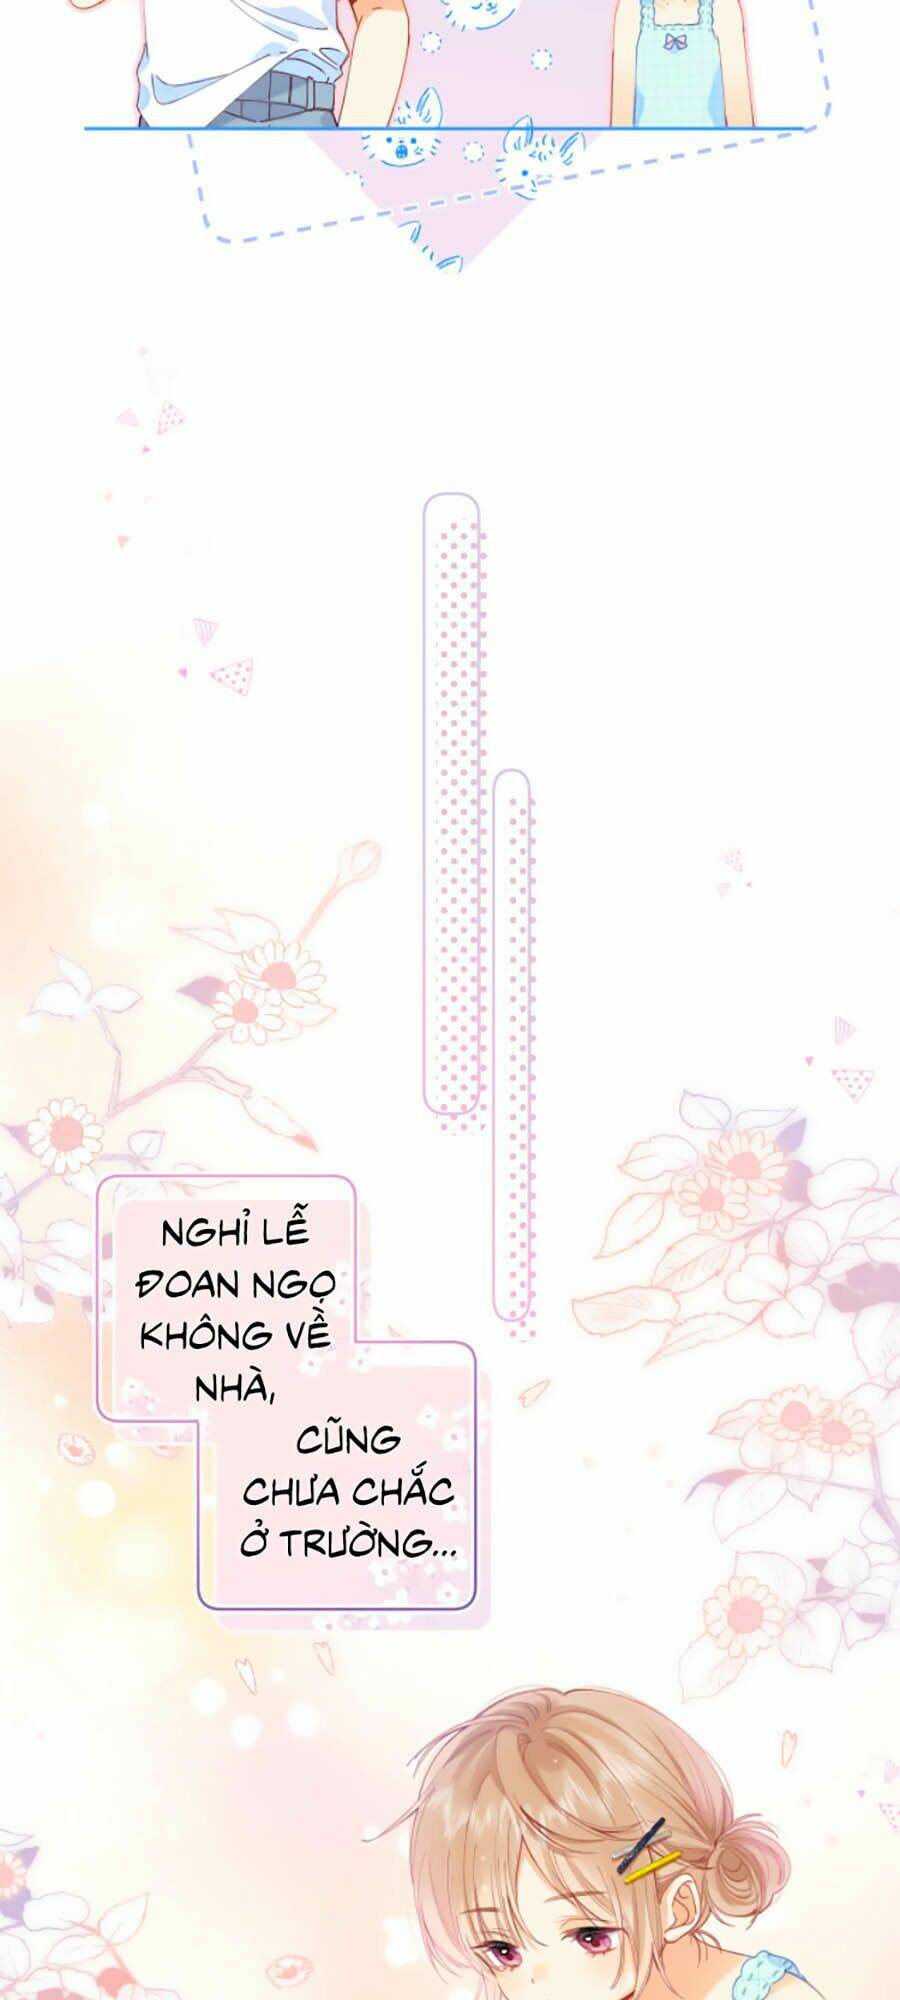 NGHỈ LỄ
ĐOAN NGỌ
KHÔNG VỀ
NHÀ,
CŨNG
CHƯA CHẮC
Ở TRƯỜNG...